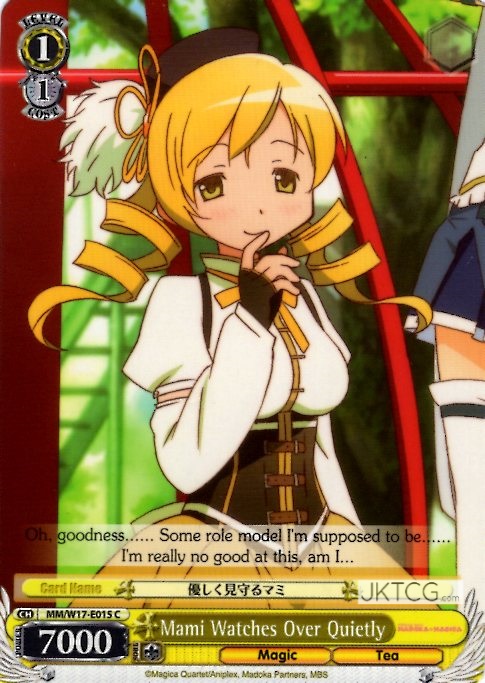 LEVEL
1
1
COST
Oh, goodness...... Some role model I'm supposed to be......
I'm really no good at this, am I...
Card Name
優しく見守るマミ
JKTCG.com
CH MM/W17-E015 C
POWER
7000
SOUL
Mami Watches Over Quietly
Magic
Tea
©Magica Quartet/Aniplex, Madoka Partners, MBS